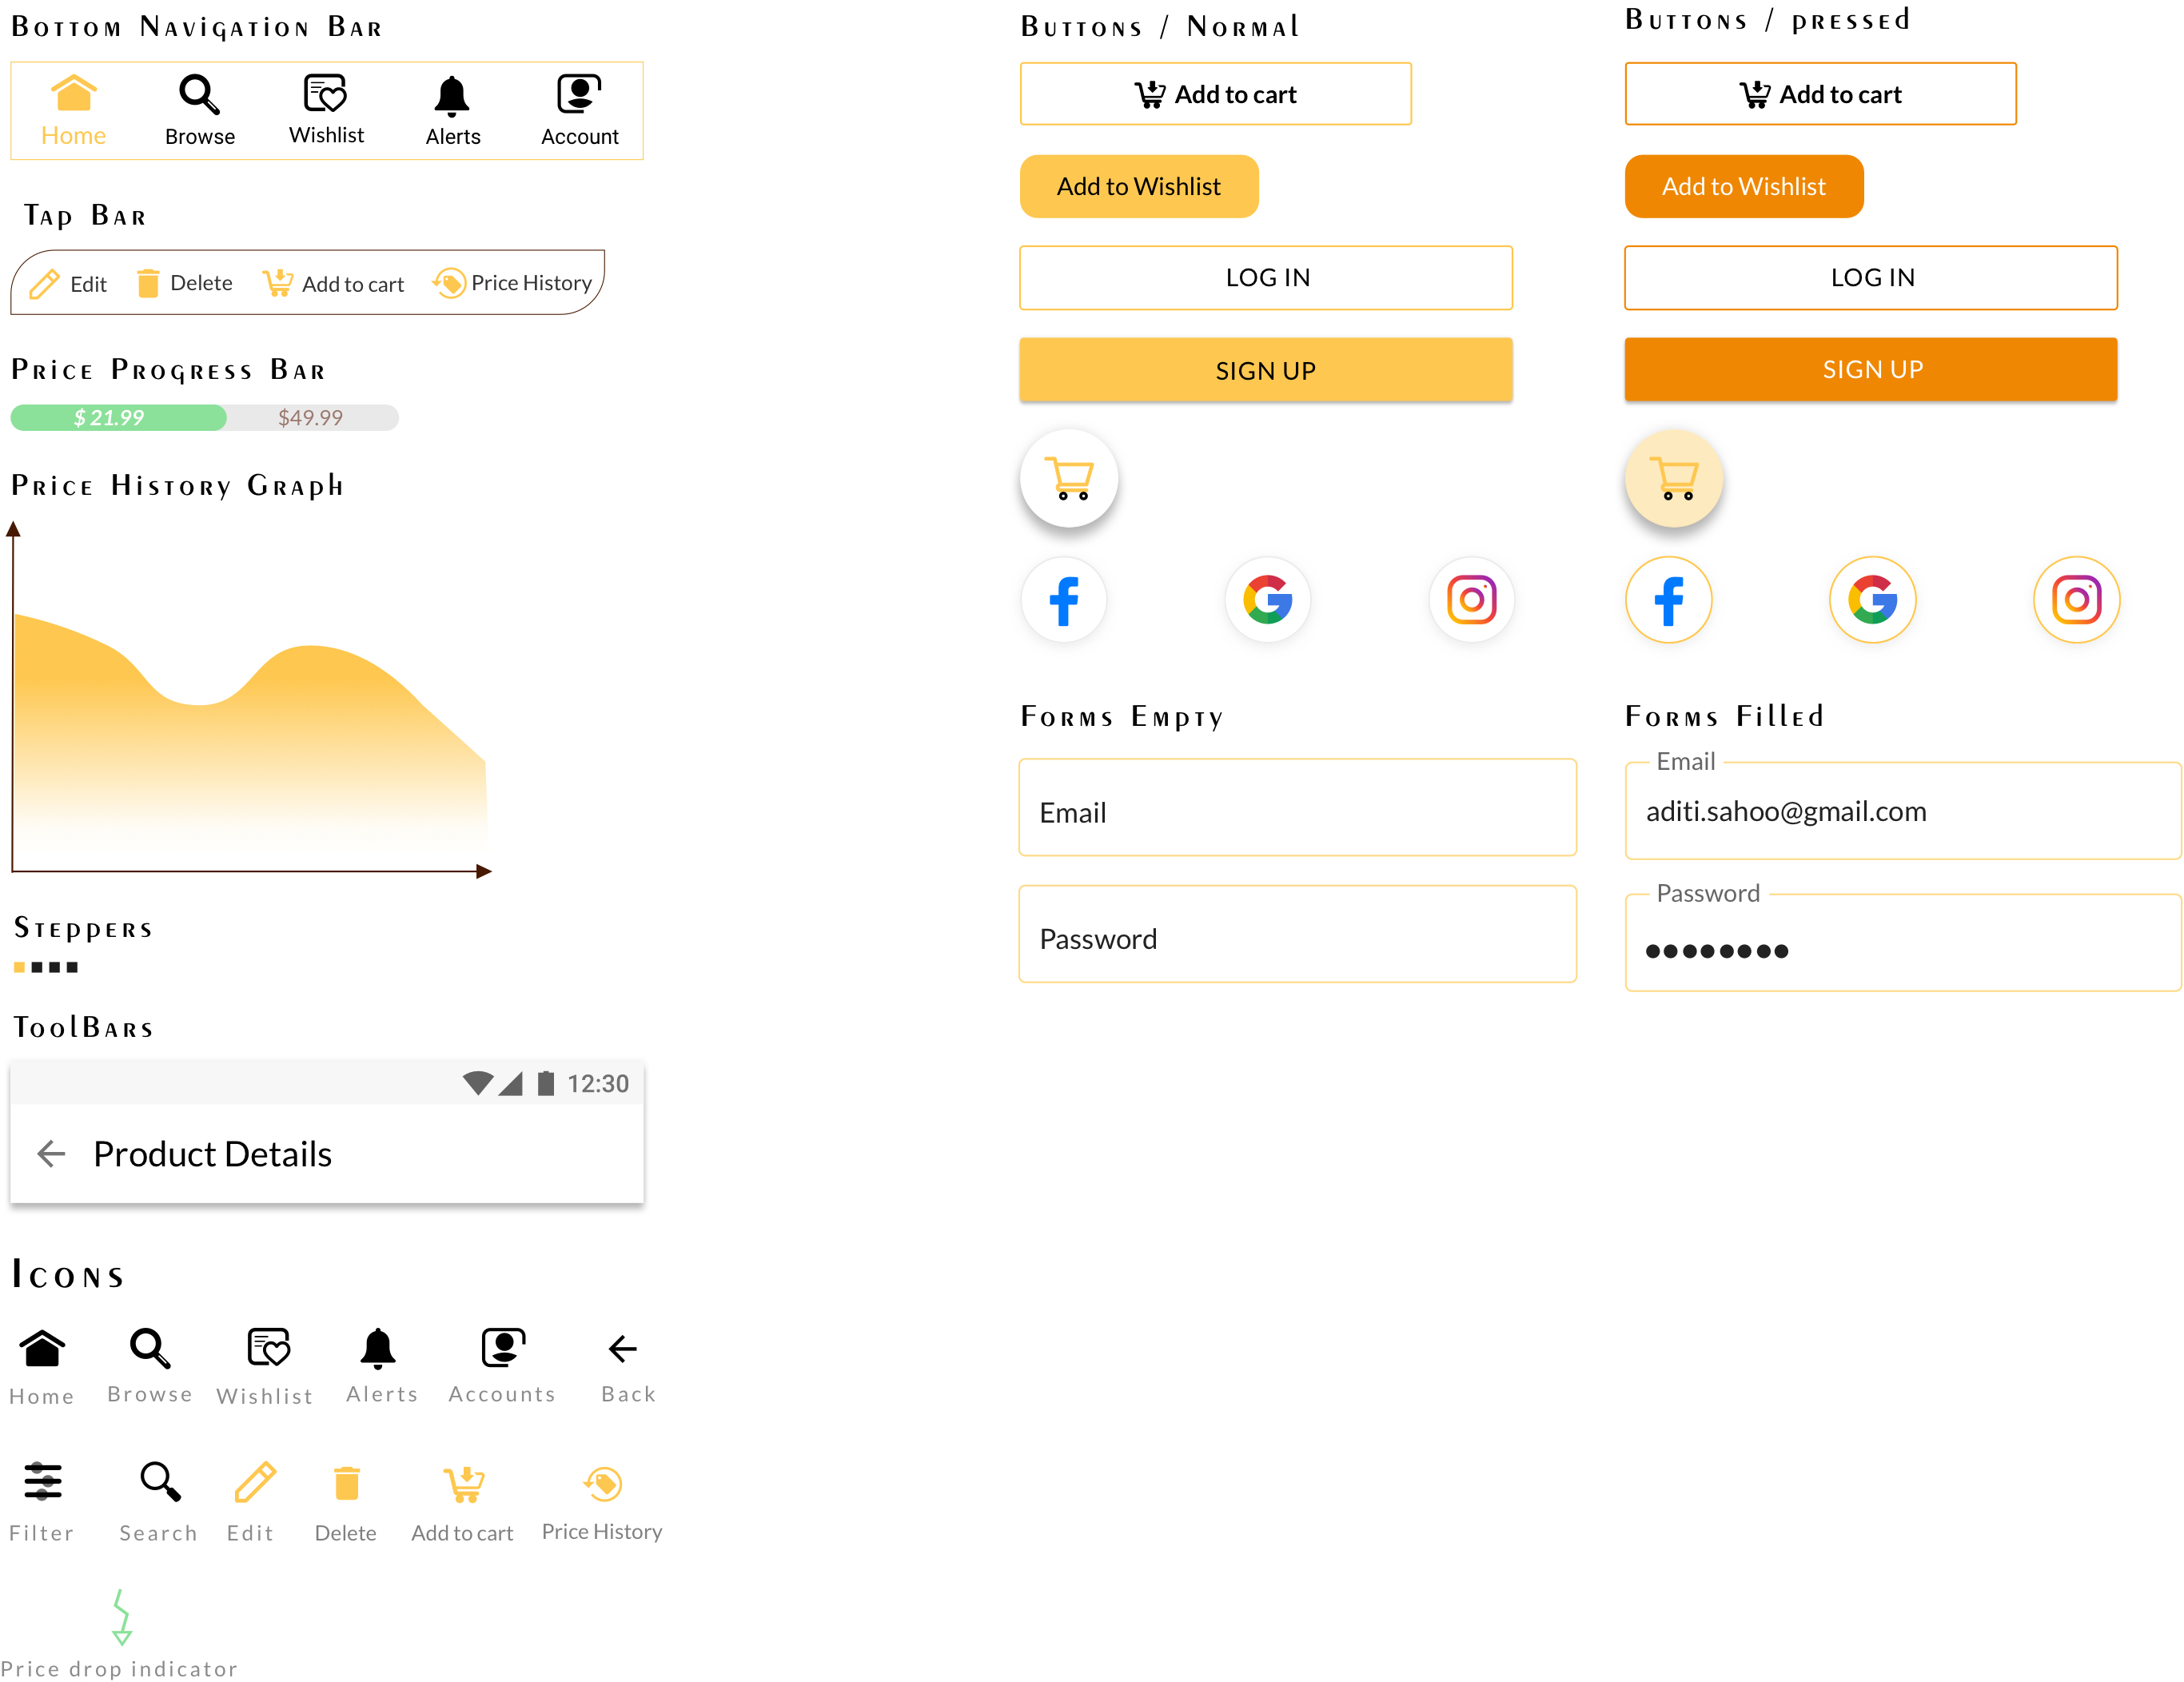 Bottom Navigation Bar
Home Browse Wishlist Alerts Account
Tap Bar
Edit Delete Add to cart Price History
Price Progress Bar
$ 21.99 $49.99
Price History Graph
Steppers
ToolBars
12:30
Product Details
Icons
Home Browse Wishlist Alerts Accounts Back
Filter Search Edit Delete Add to cart Price History
Price drop indicator
Buttons / Normal
Add to cart
Add to Wishlist
LOG IN
SIGN UP
Forms Empty
Email
Password
Buttons / pressed
Add to cart
Add to Wishlist
LOG IN
SIGN UP
Forms Filled
Email
aditi.sahoo@gmail.com
Password